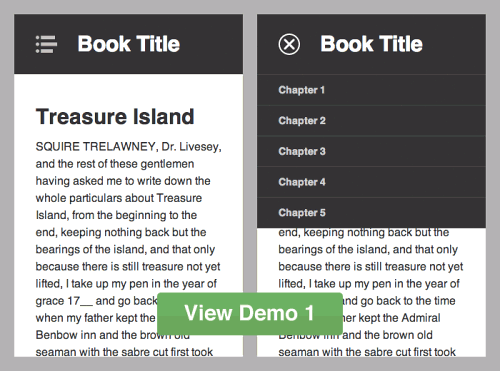 Book Title
Treasure Island
SQUIRE TRELAWNEY, Dr. Livesey,
and the rest of these gentlemen
having asked me to write down the
whole particulars about Treasure
Island, from the beginning to the
end, keeping nothing back but the
bearings of the island, and that only
because there is still treasure not yet
lifted, I take up my pen in the year of
grace 17__ and go back
when my father kept the
Benbow inn and the brown old
seaman with the sabre cut first took
Book Title
Chapter 1
Chapter 2
Chapter 3
Chapter 4
Chapter 5
end, keeping nothing back but the
bearings of the island, and that only
because there is still treasure not yet
lifted, I take up my pen in the year of
and go back to the time
kept the Admiral
Benbow inn and the brown old
seaman with the sabre cut first took
View Demo 1